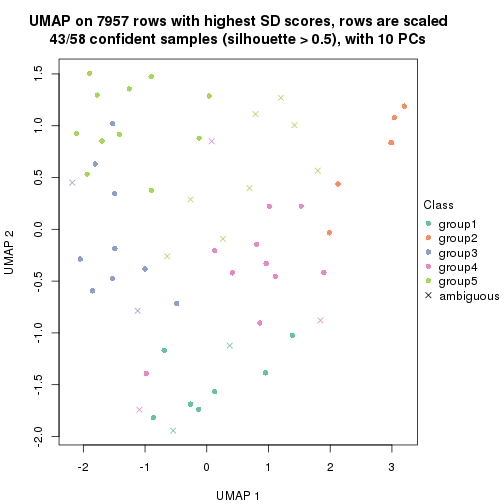 UMAP on 7957 rows with highest SD scores, rows are scaled
43/58 confident samples (silhouette > 0.5), with 10 PCs
1.5
1.0
0.5
0.0
-0.5
-1.0
-1.5
-2.0
UMAP 2
-2
-1
0
1
2
3
UMAP 1
Class
group1
group2
group3
group4
group5
ambiguous